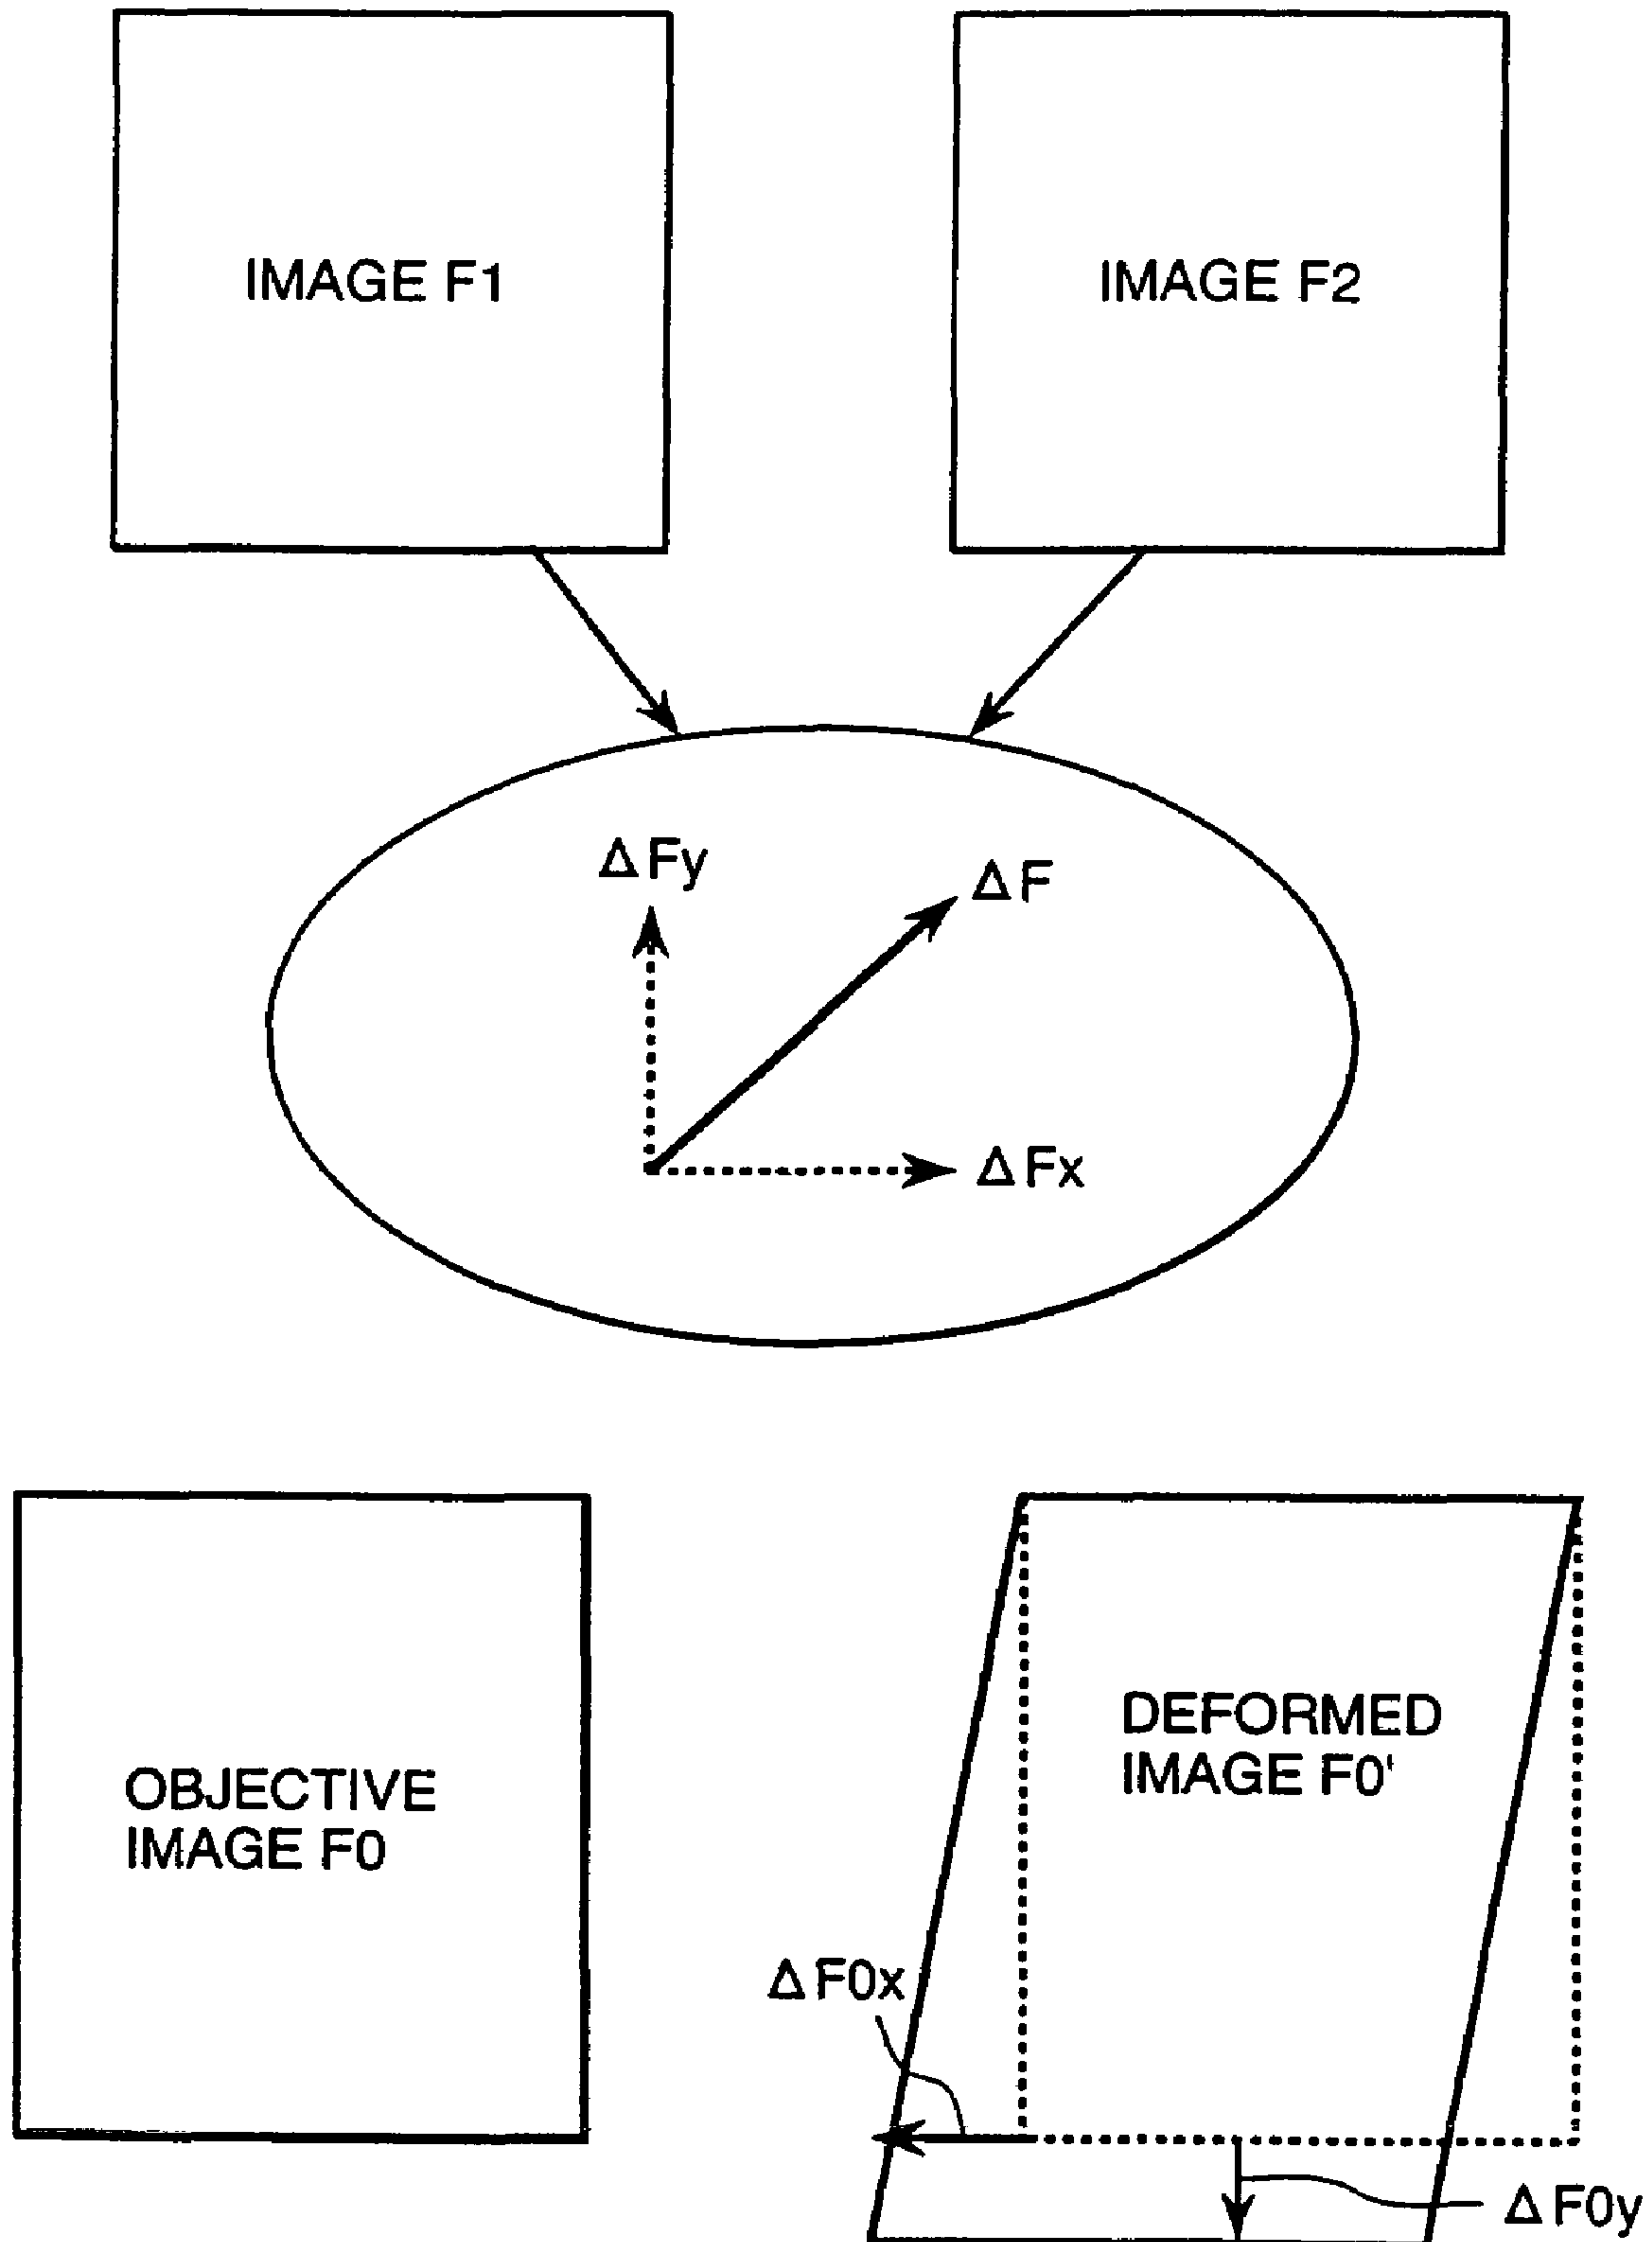 IMAGE F1
IMAGE F2
ΔFy
ΔF
ΔFx
OBJECTIVE
IMAGE F0
DEFORMED
IMAGE F0'
ΔF0x
ΔF0y